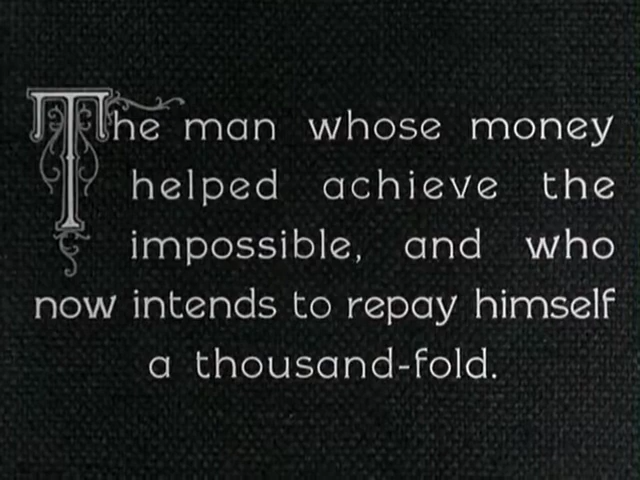 The man whose money
helped achieve the
impossible, and who
now intends to repay himself
a thousand-fold.